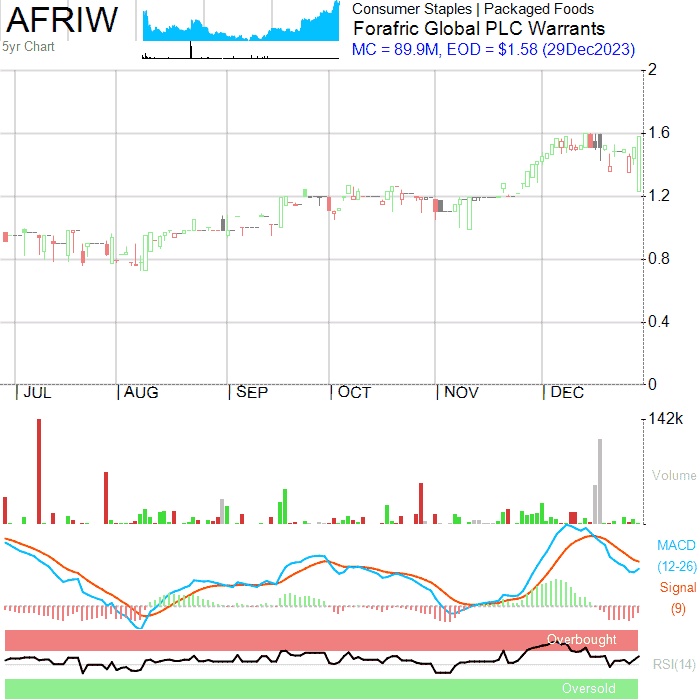 AFRIW
5yr Chart
Consumer Staples | Packaged Foods
Forafric Global PLC Warrants
MC = 89.9M, EOD = $1.58 (29Dec2023)
2
1.6
1.2
0.8
0.4
0
JUL AUG SEP OCT NOV DEC
142k
Volume
MACD
(12-26)
Signal
(9)
Overbought
RSI(14)
Oversold